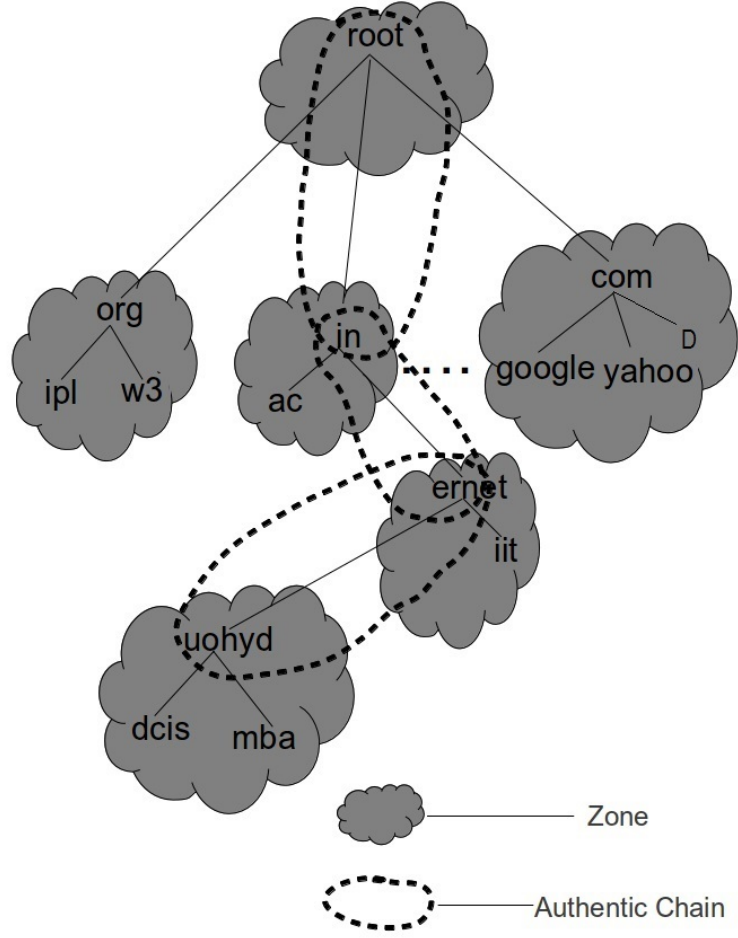 root
org
ipl
w3
in
ac
com
google
yahoo
D
ernet
iit
uohyd
dcis
mba
Zone
Authentic Chain